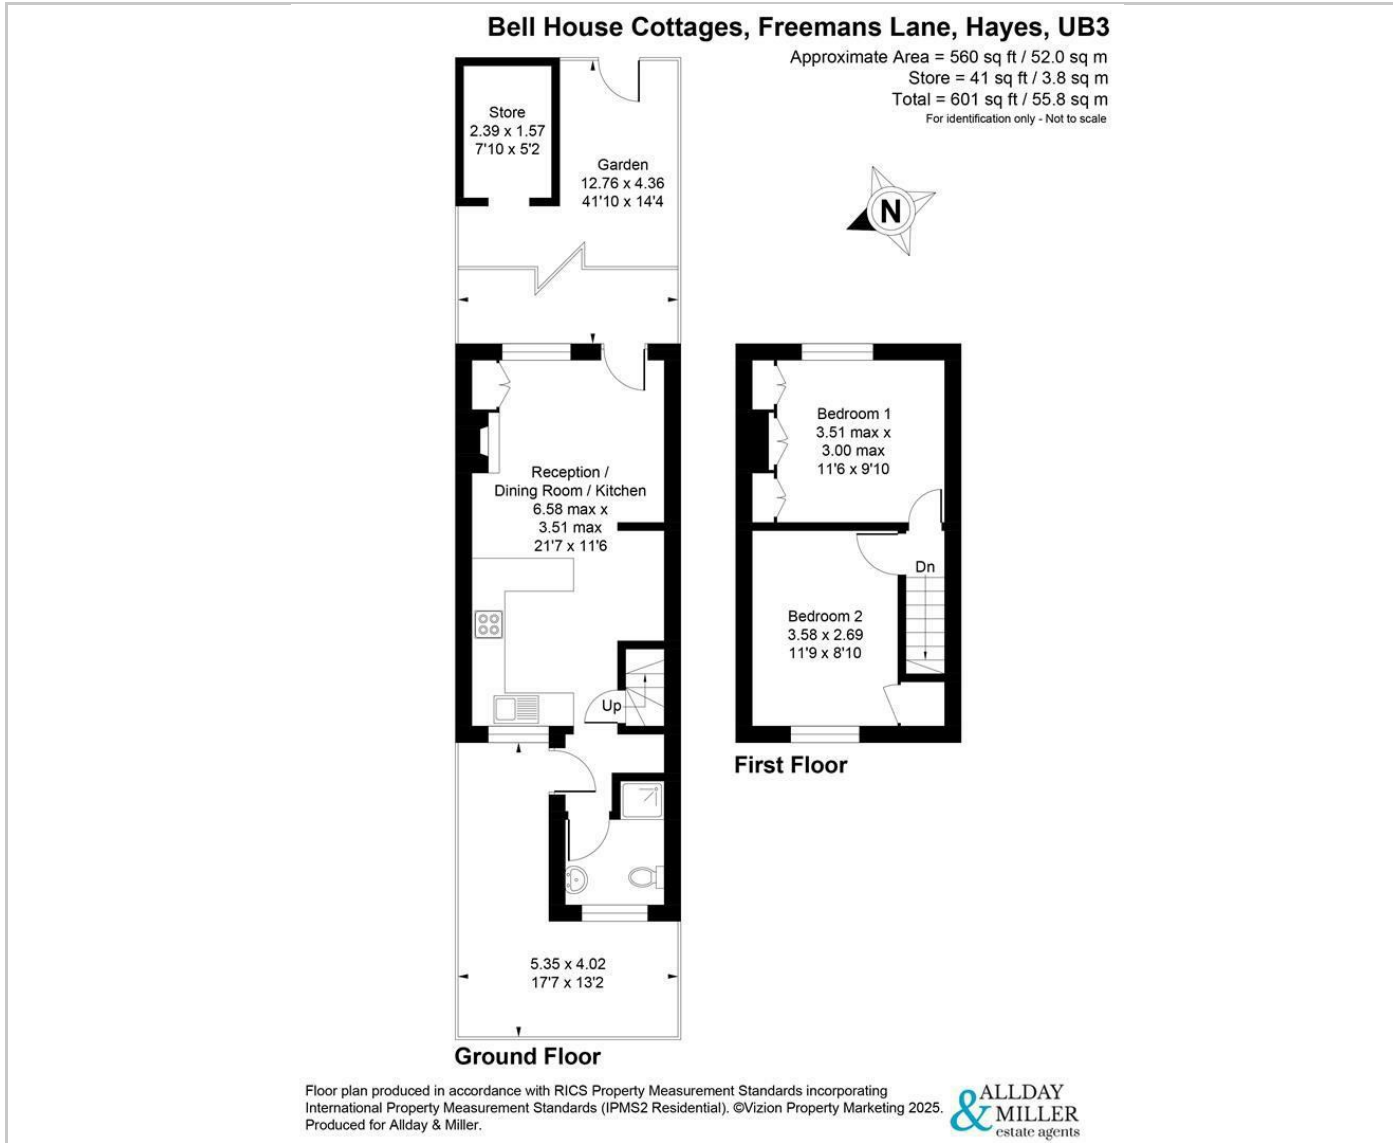 Bell House Cottages, Freemans Lane, Hayes, UB3
Approximate Area = 560 sq ft / 52.0 sq m
Store = 41 sq ft / 3.8 sq m
Total = 601 sq ft / 55.8 sq m
For identification only - Not to scale
Store
2.39 x 1.57
7'10 x 5'2
Garden
12.76 x 4.36
41'10 x 14'4
N
Reception /
Dining Room / Kitchen
6.58 max x
3.51 max
21'7 x 11'6
Up
5.35 x 4.02
17'7 x 13'2
Ground Floor
Bedroom 1
3.51 max x
3.00 max
11'6 x 9'10
Dn
Bedroom 2
3.58 x 2.69
11'9 x 8'10
First Floor
Floor plan produced in accordance with RICS Property Measurement Standards incorporating
International Property Measurement Standards (IPMS2 Residential). ©Vizion Property Marketing 2025.
Produced for Allday & Miller.
ALLDAY
& MILLER
estate agents